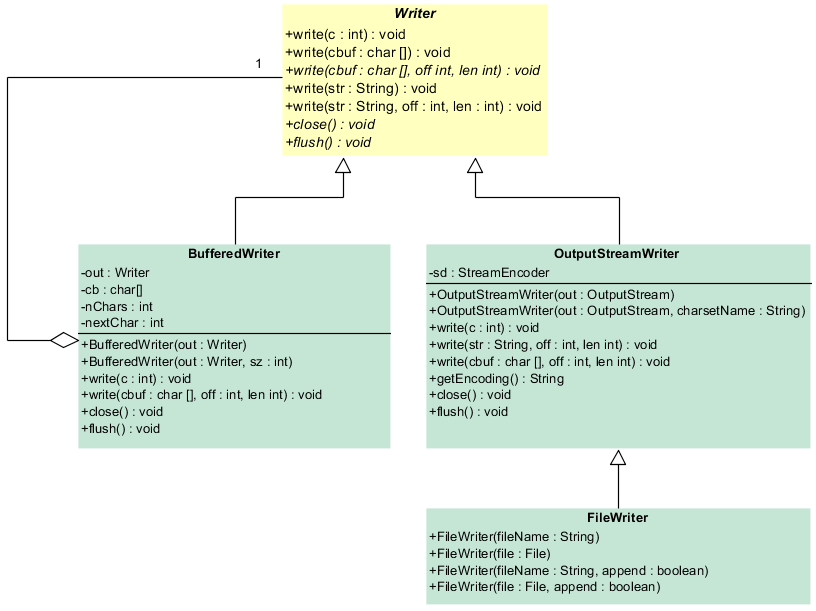 Writer
+write(c : int) : void
+write(cbuf : char []) : void
+write(cbuf : char [], off int, len int) : void
+write(str : String) : void
+write(str : String, off : int, len : int) : void
+close() : void
+flush() : void
1
BufferedWriter
-out : Writer
-cb : char[]
-nChars : int
-nextChar : int
+BufferedWriter(out : Writer)
+BufferedWriter(out : Writer, sz : int)
+write(c : int) : void
+write(cbuf : char [], off : int, len int) : void
+close() : void
+flush() : void
OutputStreamWriter
-sd : StreamEncoder
+OutputStreamWriter(out : OutputStream)
+OutputStreamWriter(out : OutputStream, charsetName : String)
+write(c : int) : void
+write(str : String, off : int, len int) : void
+write(cbuf : char [], off : int, len int) : void
+getEncoding() : String
+close() : void
+flush() : void
FileWriter
+FileWriter(fileName : String)
+FileWriter(file : File)
+FileWriter(fileName : String, append : boolean)
+FileWriter(file : File, append : boolean)